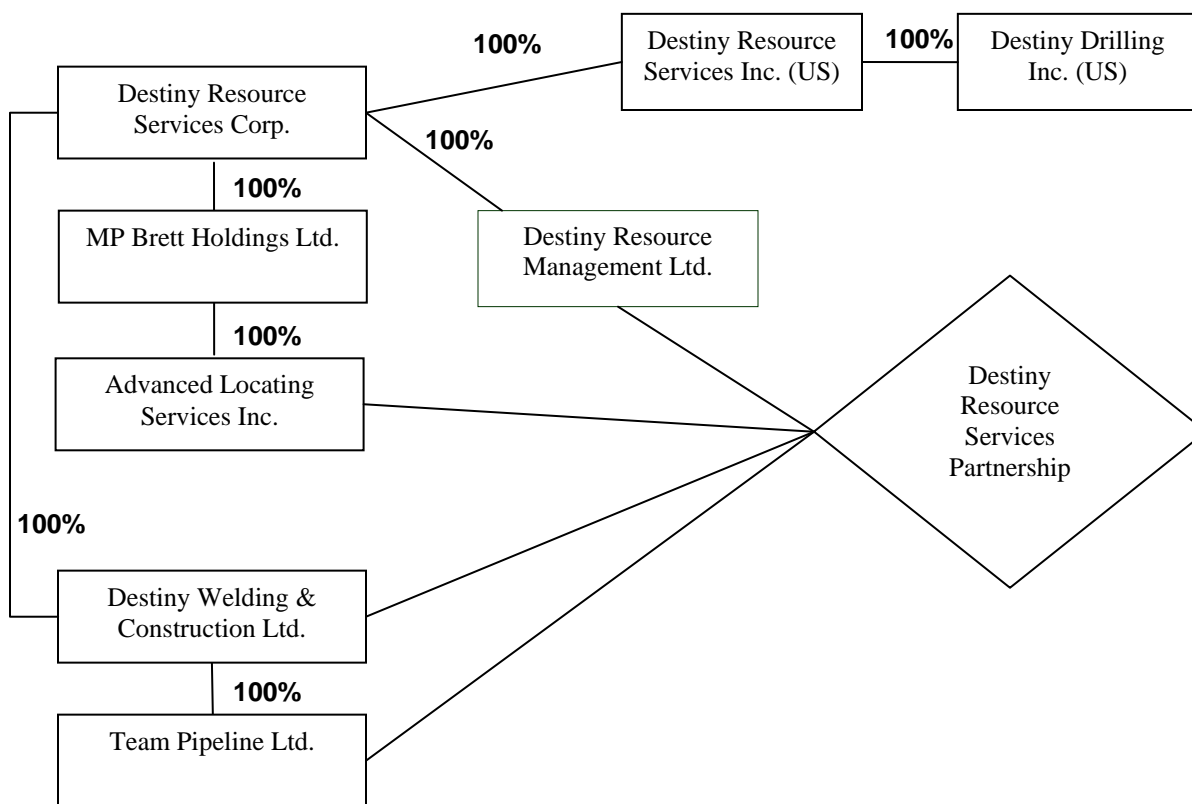 100%
Destiny Resource
Services Inc. (US)
100%
Destiny Drilling
Inc. (US)
Destiny Resource
Services Corp.
100%
100%
MP Brett Holdings Ltd.
Destiny Resource
Management Ltd.
100%
Advanced Locating
Services Inc.
Destiny
Resource
Services
Partnership
100%
Destiny Welding &
Construction Ltd.
100%
Team Pipeline Ltd.